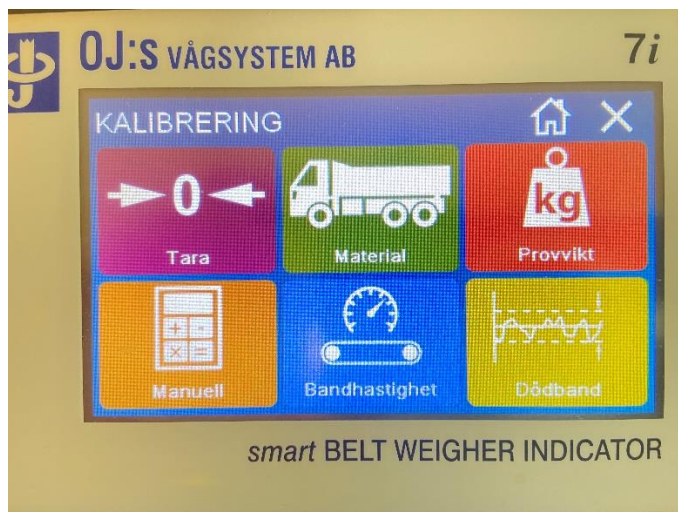 OJ:S VÅGSYSTEM AB
7i
KALIBRERING
0
kg
Tara
Material
Provvikt
+ -
× =
Manuell
Bandhastighet
Dödband
smart BELT WEIGHER INDICATOR